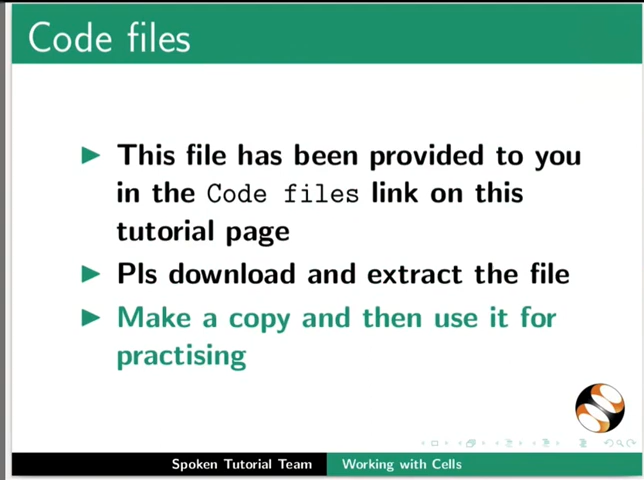 Code files
This file has been provided to you
in the Code files link on this
tutorial page
Pls download and extract the file
Make a copy and then use it for
practising
Spoken Tutorial Team Working with Cells